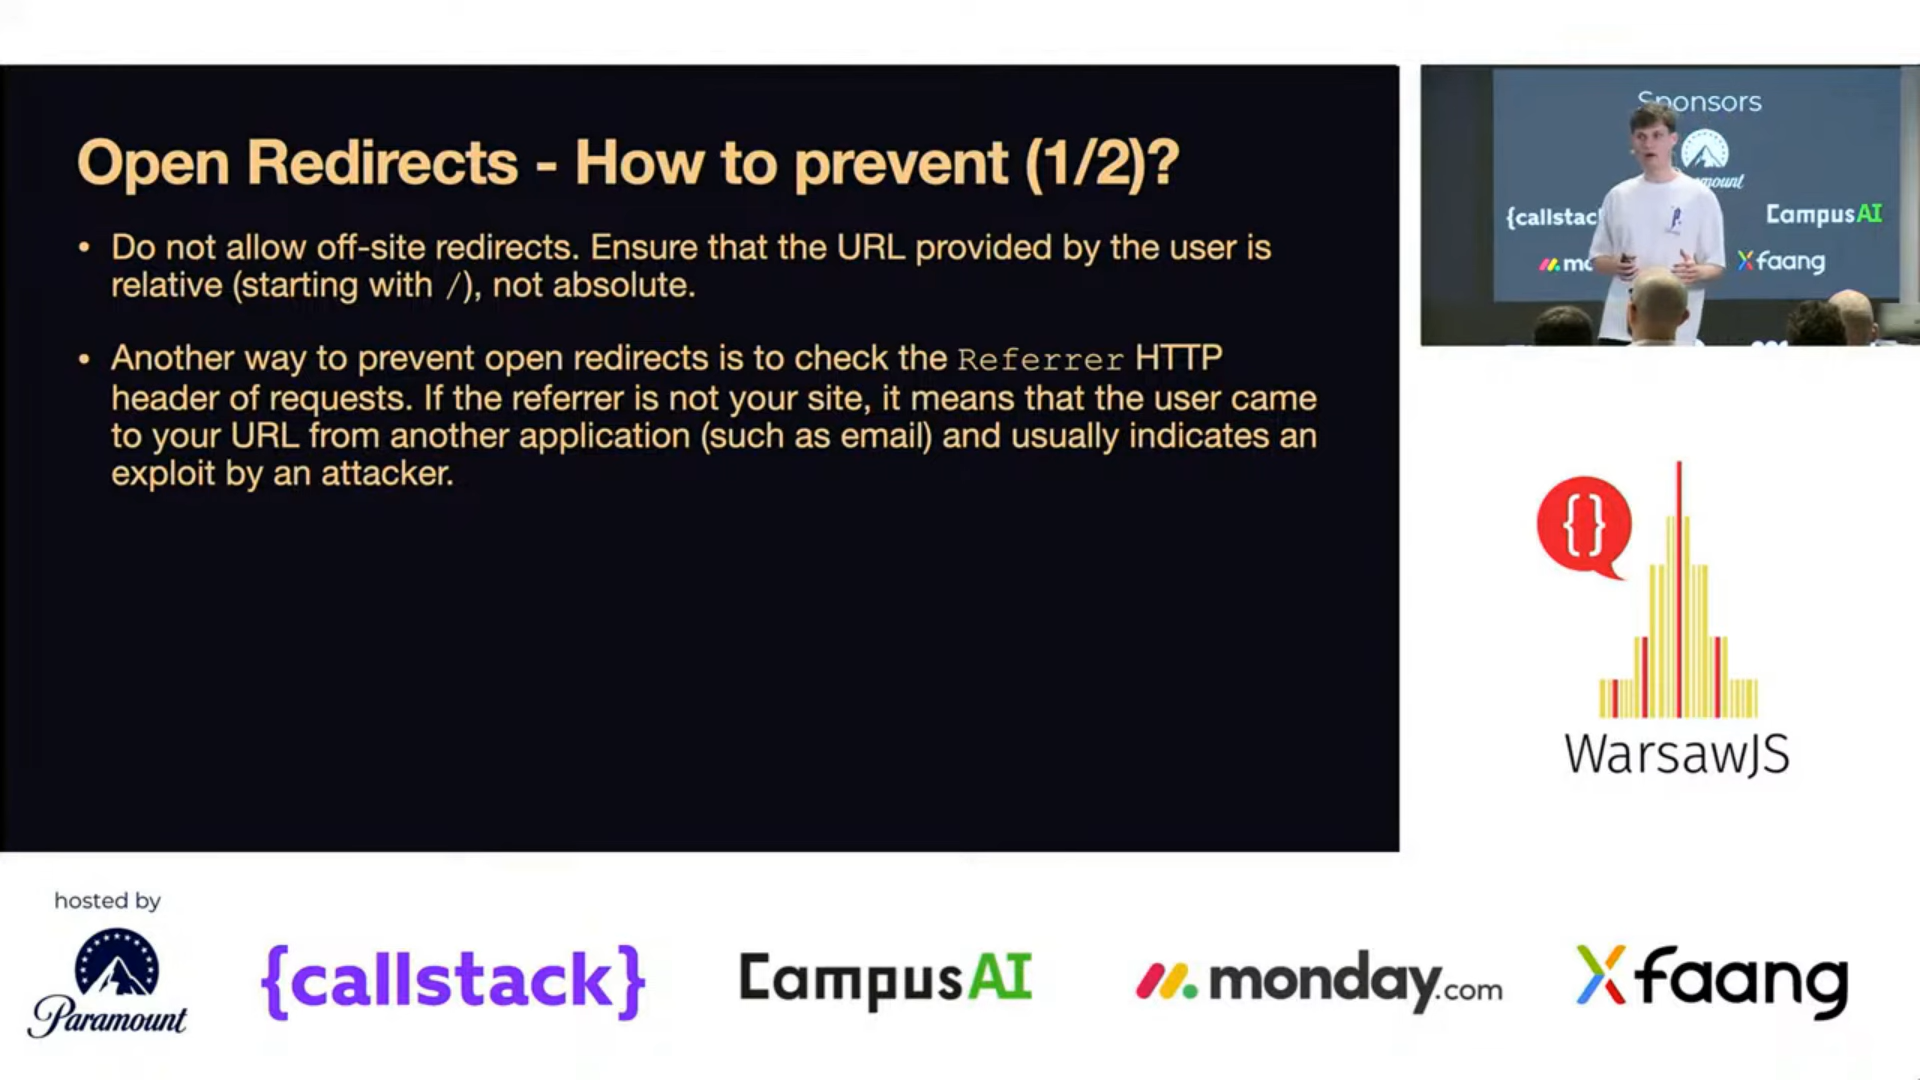 Open Redirects - How to prevent (1/2)?
• Do not allow off-site redirects. Ensure that the URL provided by the user is
relative (starting with /), not absolute.
• Another way to prevent open redirects is to check the Referrer HTTP
header of requests. If the referrer is not your site, it means that the user came
to your URL from another application (such as email) and usually indicates an
exploit by an attacker.
Sponsors
mount
{callstac
CampusAI
mo
faang
{}
WarsawJS
hosted by
Paramount
{callstack}
CampusAI
monday.com
Xfaang